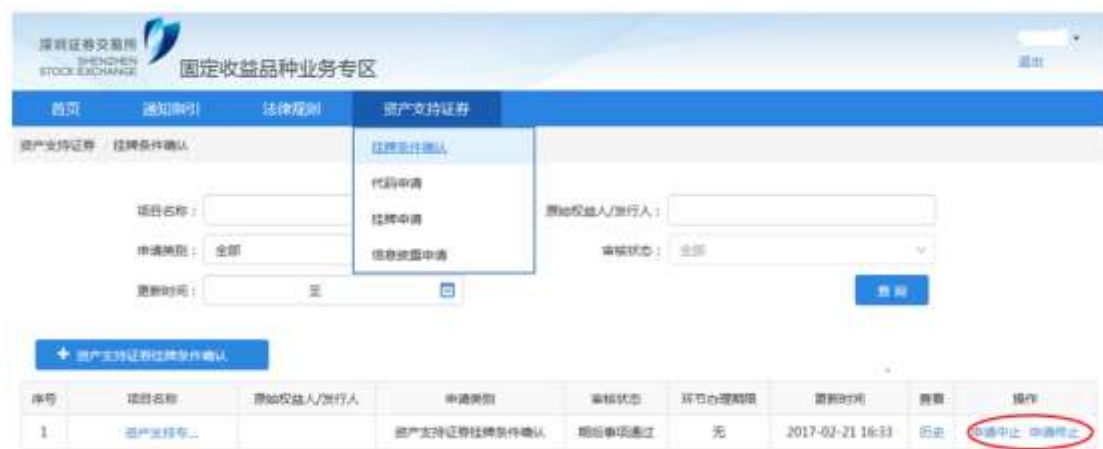 深圳证券交易所
SHENZHEN
STOCK EXCHANGE
固定收益品种业务专区
退出
首页 通知指引 法律规则 资产支持证券
资产支持证券 / 挂牌条件确认
挂牌条件确认
代码申请
挂牌申请
信息披露申请
项目名称： 原始权益人/发行人：
申请类别： 全部 审核状态： 全部
更新时间： 至
查 询
+ 资产支持证券挂牌条件确认
序号 项目名称 原始权益人/发行人 申请类别 审核状态 环节办理期限 更新时间 查看 操作
1 资产支持专... 资产支持证券挂牌条件确认 期后事项通过 无 2017-02-21 16:33 历史 申请中止 申请终止